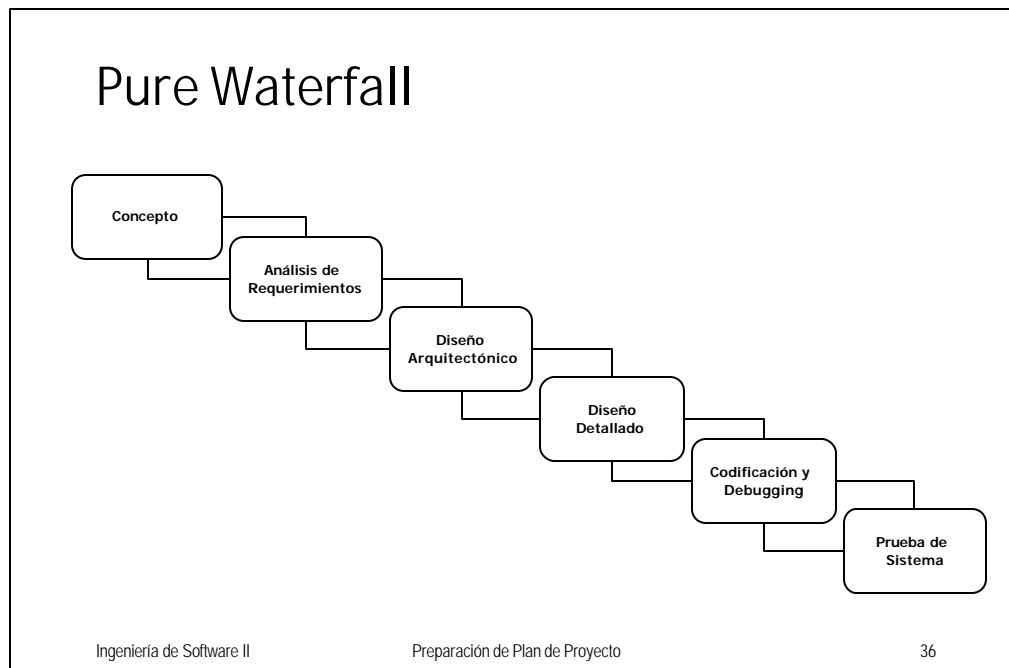 Pure Waterfall
Concepto
Análisis de
Requerimientos
Diseño
Arquitectónico
Diseño
Detallado
Codificación y
Debugging
Prueba de
Sistema
Ingeniería de Software II
Preparación de Plan de Proyecto
36